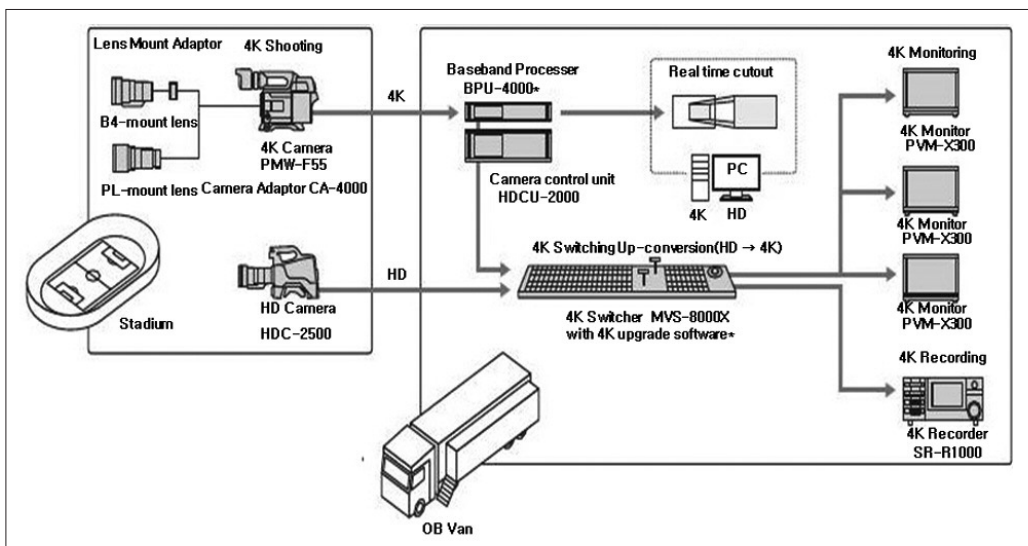 Lens Mount Adaptor
4K Shooting
B4-mount lens
4K Camera
PMW-F55
PL-mount lens
Camera Adaptor CA-4000
Stadium
HD Camera
HDC-2500
4K
HD
Baseband Processer
BPU-4000*
Camera control unit
HDCU-2000
Real time cutout
PC
4K
HD
4K Switching Up-conversion(HD → 4K)
4K Switcher MVS-8000X
with 4K upgrade software*
4K Monitoring
4K Monitor
PVM-X300
4K Monitor
PVM-X300
4K Monitor
PVM-X300
4K Recording
4K Recorder
SR-R1000
OB Van